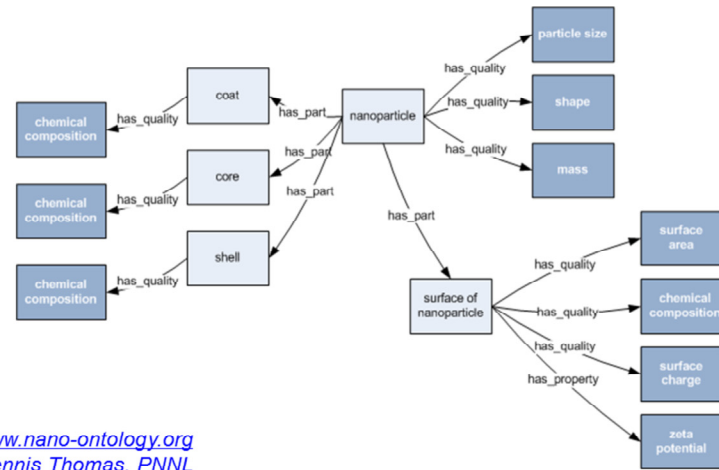 particle size
has_quality
coat
has_part
nanoparticle
has_quality
shape
has_quality
chemical
composition
has_quality
mass
core
has_part
has_part
chemical
composition
has_quality
has_part
surface
area
shell
has_quality
chemical
composition
has_quality
surface of
nanoparticle
has_quality
chemical
composition
has_quality
surface
charge
has_property
zeta
potential
ww.nano-ontology.org
ennis Thomas, PNNL